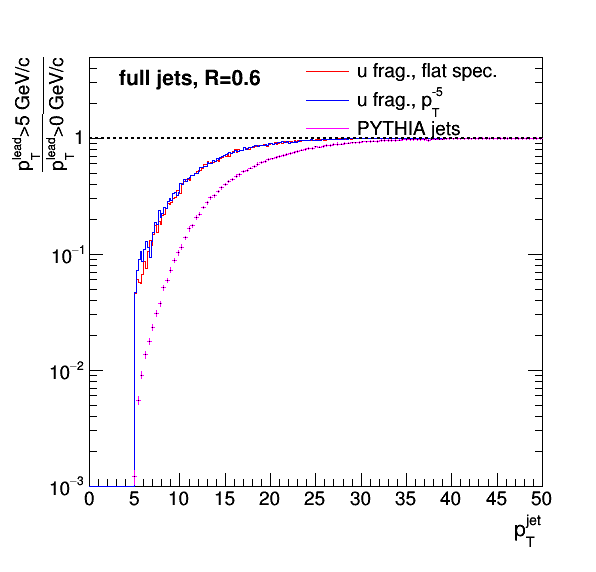 full jets, R=0.6
u frag., flat spec.
u frag., p_T^-5
PYTHIA jets
p_T^lead>5 GeV/c
p_T^lead>0 GeV/c
1
10^−1
10^−2
10^−3
0 5 10 15 20 25 30 35 40 45 50
p_T^jet